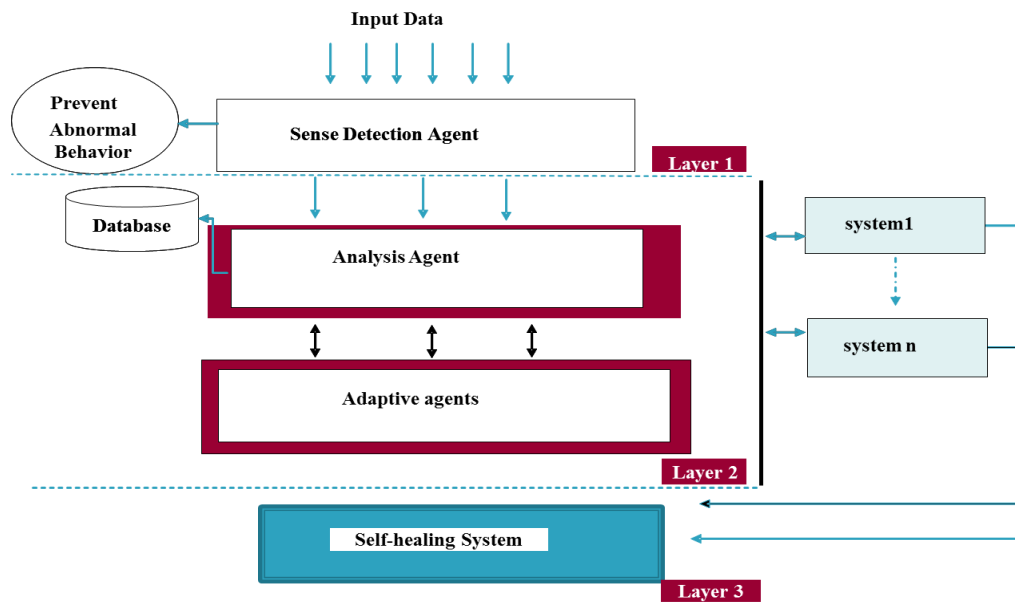 Input Data
Prevent
Abnormal
Behavior
Sense Detection Agent
Layer 1
Database
Analysis Agent
system1
system n
Adaptive agents
Layer 2
Self-healing System
Layer 3